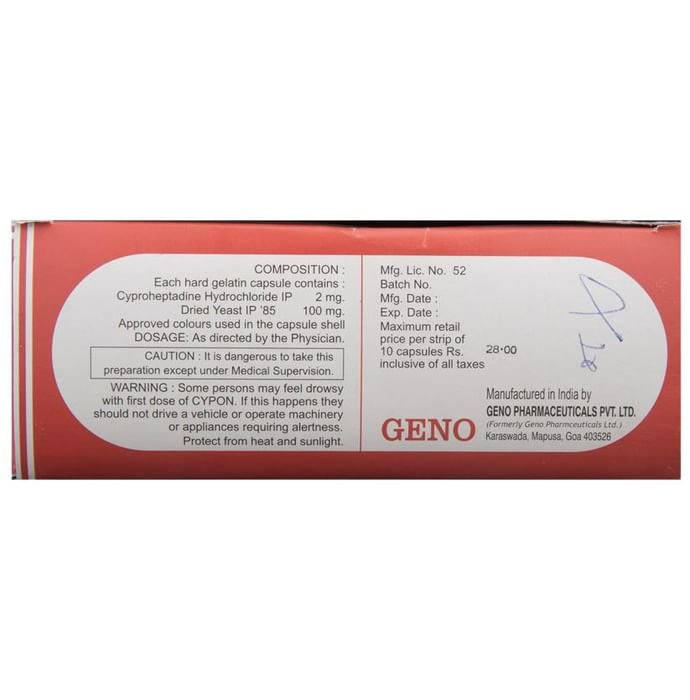 COMPOSITION :
Each hard gelatin capsule contains :
Cyproheptadine Hydrochloride IP 2 mg.
Dried Yeast IP '85 100 mg.
Approved colours used in the capsule shell
DOSAGE: As directed by the Physician.
CAUTION : It is dangerous to take this
preparation except under Medical Supervision.
WARNING : Some persons may feel drowsy
with first dose of CYPON. If this happens they
should not drive a vehicle or operate machinery
or appliances requiring alertness.
Protect from heat and sunlight.
Mfg. Lic. No. 52
Batch No.
Mfg. Date :
Exp. Date :
Maximum retail
price per strip of
10 capsules Rs. 28·00
inclusive of all taxes
GENO
Manufactured in India by
GENO PHARMACEUTICALS PVT. LTD.
(Formerly Geno Pharmceuticals Ltd.)
Karaswada, Mapusa, Goa 403526